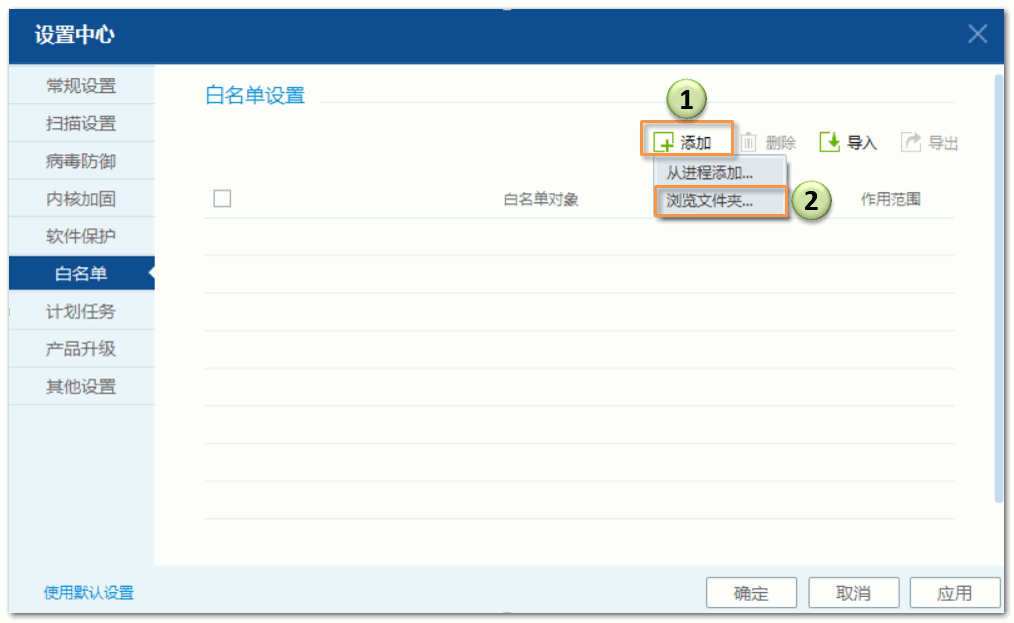 设置中心
常规设置
扫描设置
病毒防御
内核加固
软件保护
白名单
计划任务
产品升级
其他设置
使用默认设置
白名单设置
1
添加 删除 导入 导出
从进程添加...
浏览文件夹...
2
白名单对象 作用范围
确定 取消 应用